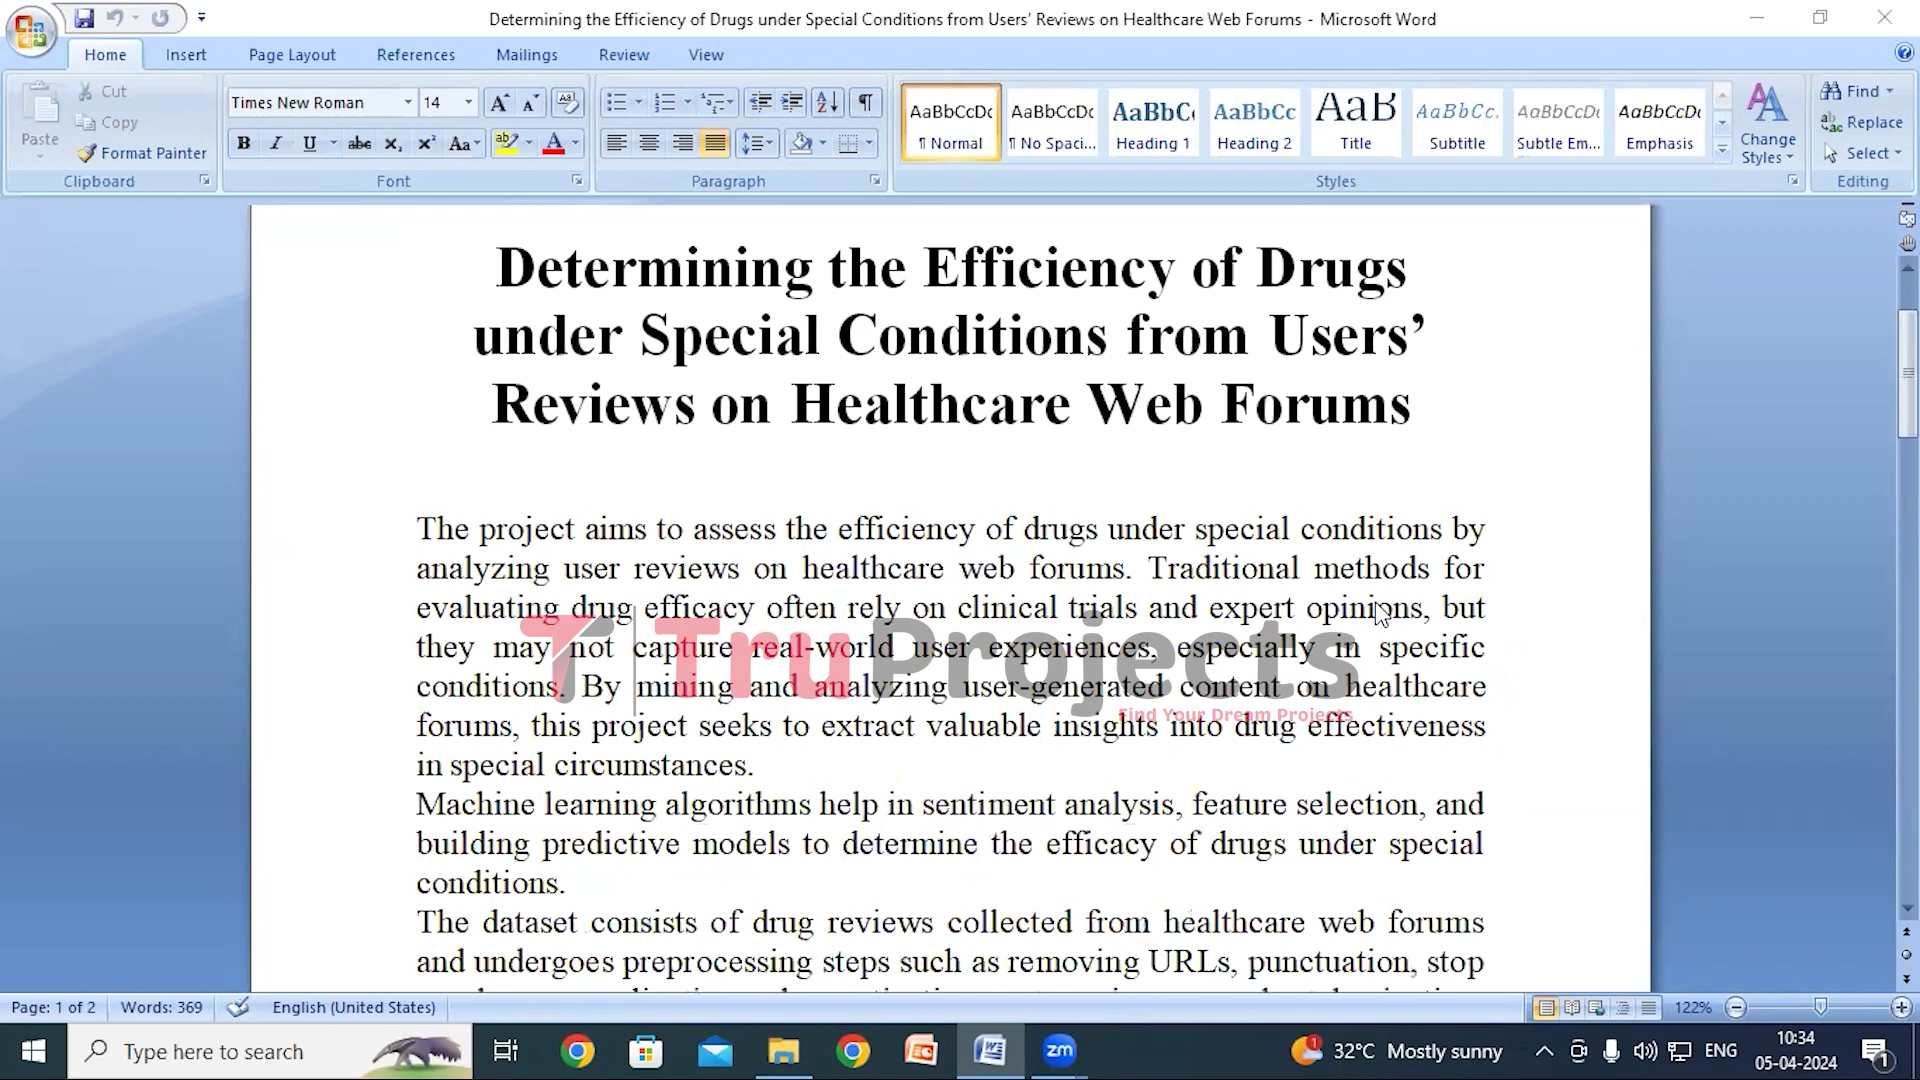 Determining the Efficiency of Drugs under Special Conditions from Users’ Reviews on Healthcare Web Forums - Microsoft Word
Home Insert Page Layout References Mailings Review View
Paste
Cut
Copy
Format Painter
Clipboard
Times New Roman 14
Font
Paragraph
AaBbCcDc AaBbCcDc AaBbC AaBbCc AaB AaBbCc. AaBbCcDc AaBbCcDc
¶ Normal ¶ No Spaci... Heading 1 Heading 2 Title Subtitle Subtle Em... Emphasis
Change Styles
Styles
Find
Replace
Select
Editing
Determining the Efficiency of Drugs
under Special Conditions from Users’
Reviews on Healthcare Web Forums
The project aims to assess the efficiency of drugs under special conditions by
analyzing user reviews on healthcare web forums. Traditional methods for
evaluating drug efficacy often rely on clinical trials and expert opinions, but
they may not capture real-world user experiences, especially in specific
conditions. By mining and analyzing user-generated content on healthcare
forums, this project seeks to extract valuable insights into drug effectiveness
in special circumstances.
Machine learning algorithms help in sentiment analysis, feature selection, and
building predictive models to determine the efficacy of drugs under special
conditions.
The dataset consists of drug reviews collected from healthcare web forums
and undergoes preprocessing steps such as removing URLs, punctuation, stop
TruProjects
Find Your Dream Projects
Page: 1 of 2 Words: 369 English (United States) 122%
Type here to search
32°C Mostly sunny
ENG
10:34
05-04-2024